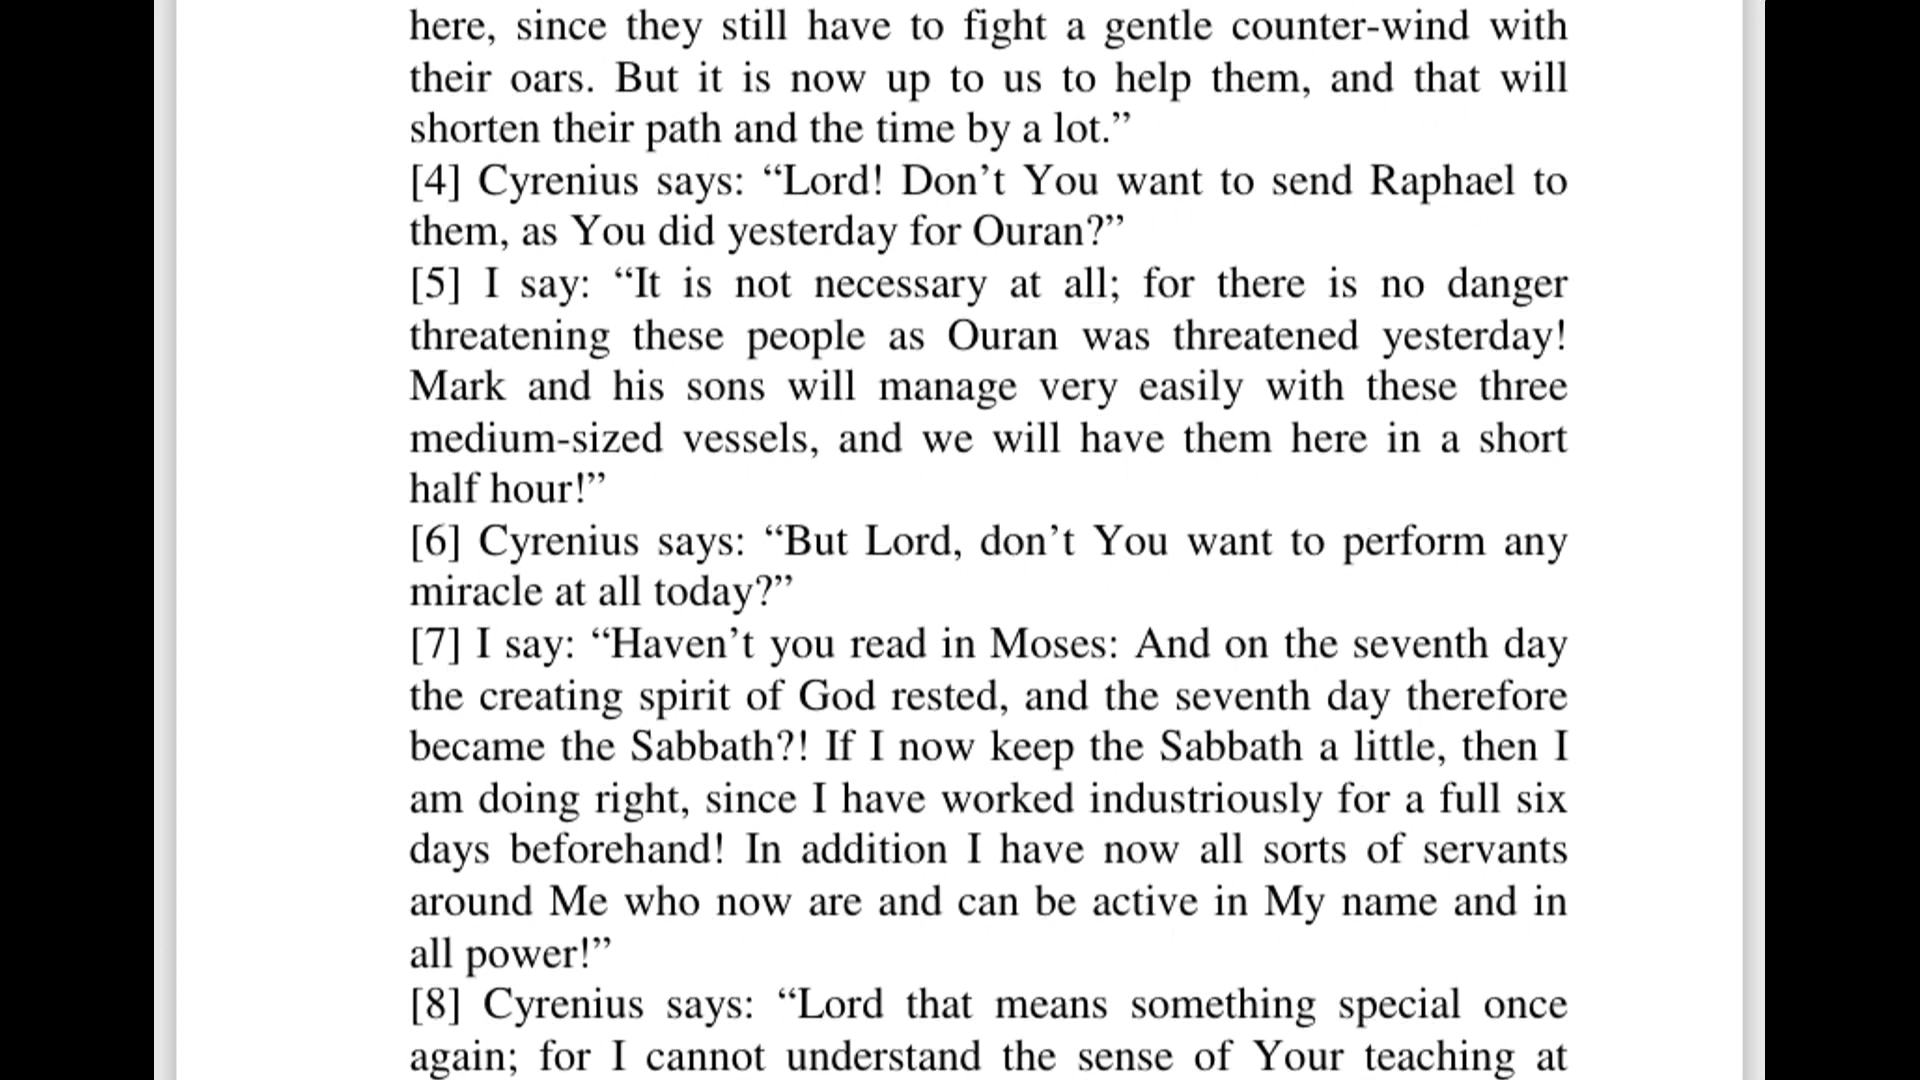 here, since they still have to fight a gentle counter-wind with
their oars. But it is now up to us to help them, and that will
shorten their path and the time by a lot.”
[4] Cyrenius says: “Lord! Don’t You want to send Raphael to
them, as You did yesterday for Ouran?”
[5] I say: “It is not necessary at all; for there is no danger
threatening these people as Ouran was threatened yesterday!
Mark and his sons will manage very easily with these three
medium-sized vessels, and we will have them here in a short
half hour!”
[6] Cyrenius says: “But Lord, don’t You want to perform any
miracle at all today?”
[7] I say: “Haven’t you read in Moses: And on the seventh day
the creating spirit of God rested, and the seventh day therefore
became the Sabbath?! If I now keep the Sabbath a little, then I
am doing right, since I have worked industriously for a full six
days beforehand! In addition I have now all sorts of servants
around Me who now are and can be active in My name and in
all power!”
[8] Cyrenius says: “Lord that means something special once
again; for I cannot understand the sense of Your teaching at